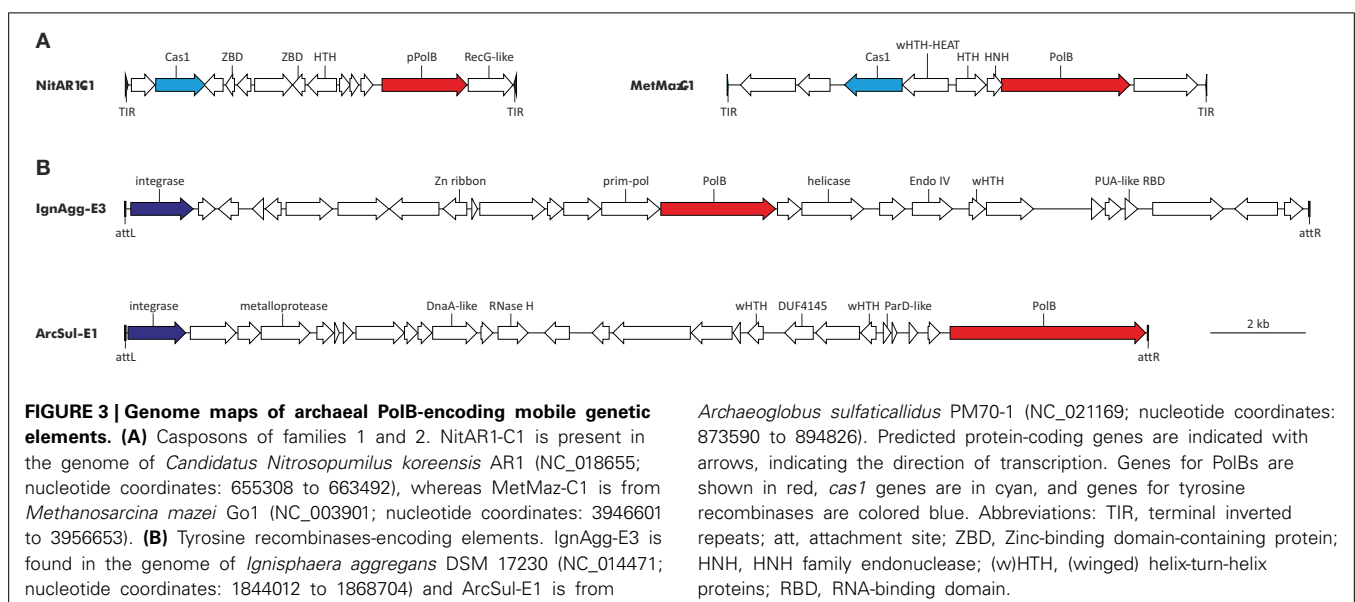 A
Cas1 ZBD ZBD HTH pPolB RecG-like
NitAR1-C1
TIR TIR
Cas1 wHTH-HEAT HTH HNH PolB
MetMaz-C1
TIR TIR
B
integrase Zn ribbon prim-pol PolB helicase Endo IV wHTH PUA-like RBD
IgnAgg-E3
attL attR
integrase metalloprotease DnaA-like RNase H wHTH DUF4145 wHTH ParD-like PolB
ArcSul-E1
attL attR
2 kb
FIGURE 3 | Genome maps of archaeal PolB-encoding mobile genetic
elements. (A) Casposons of families 1 and 2. NitAR1-C1 is present in
the genome of Candidatus Nitrosopumilus koreensis AR1 (NC_018655;
nucleotide coordinates: 655308 to 663492), whereas MetMaz-C1 is from
Methanosarcina mazei Go1 (NC_003901; nucleotide coordinates: 3946601
to 3956653). (B) Tyrosine recombinases-encoding elements. IgnAgg-E3 is
found in the genome of Ignisphaera aggregans DSM 17230 (NC_014471;
nucleotide coordinates: 1844012 to 1868704) and ArcSul-E1 is from
Archaeoglobus sulfaticallidus PM70-1 (NC_021169; nucleotide coordinates:
873590 to 894826). Predicted protein-coding genes are indicated with
arrows, indicating the direction of transcription. Genes for PolBs are
shown in red, cas1 genes are in cyan, and genes for tyrosine
recombinases are colored blue. Abbreviations: TIR, terminal inverted
repeats; att, attachment site; ZBD, Zinc-binding domain-containing protein;
HNH, HNH family endonuclease; (w)HTH, (winged) helix-turn-helix
proteins; RBD, RNA-binding domain.